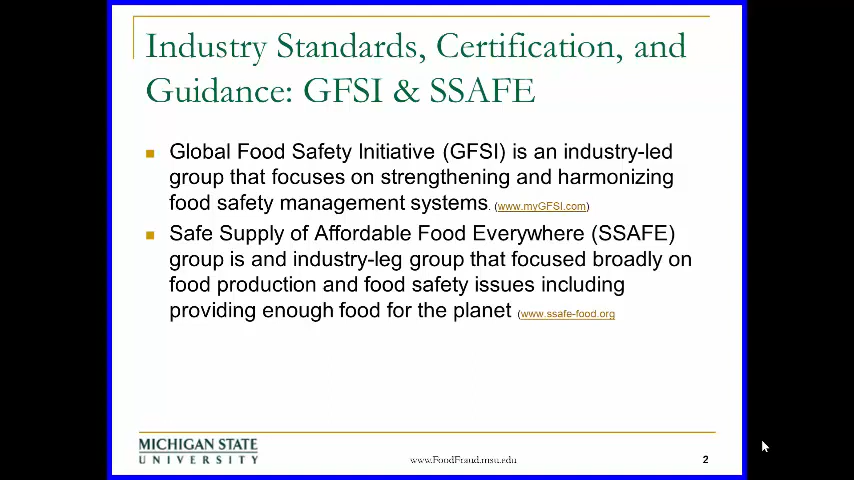 Industry Standards, Certification, and
Guidance: GFSI & SSAFE
Global Food Safety Initiative (GFSI) is an industry-led
group that focuses on strengthening and harmonizing
food safety management systems. (www.myGFSI.com)
Safe Supply of Affordable Food Everywhere (SSAFE)
group is and industry-leg group that focused broadly on
food production and food safety issues including
providing enough food for the planet (www.ssafe-food.org
MICHIGAN STATE
UNIVERSITY
www.FoodFraud.msu.edu
2